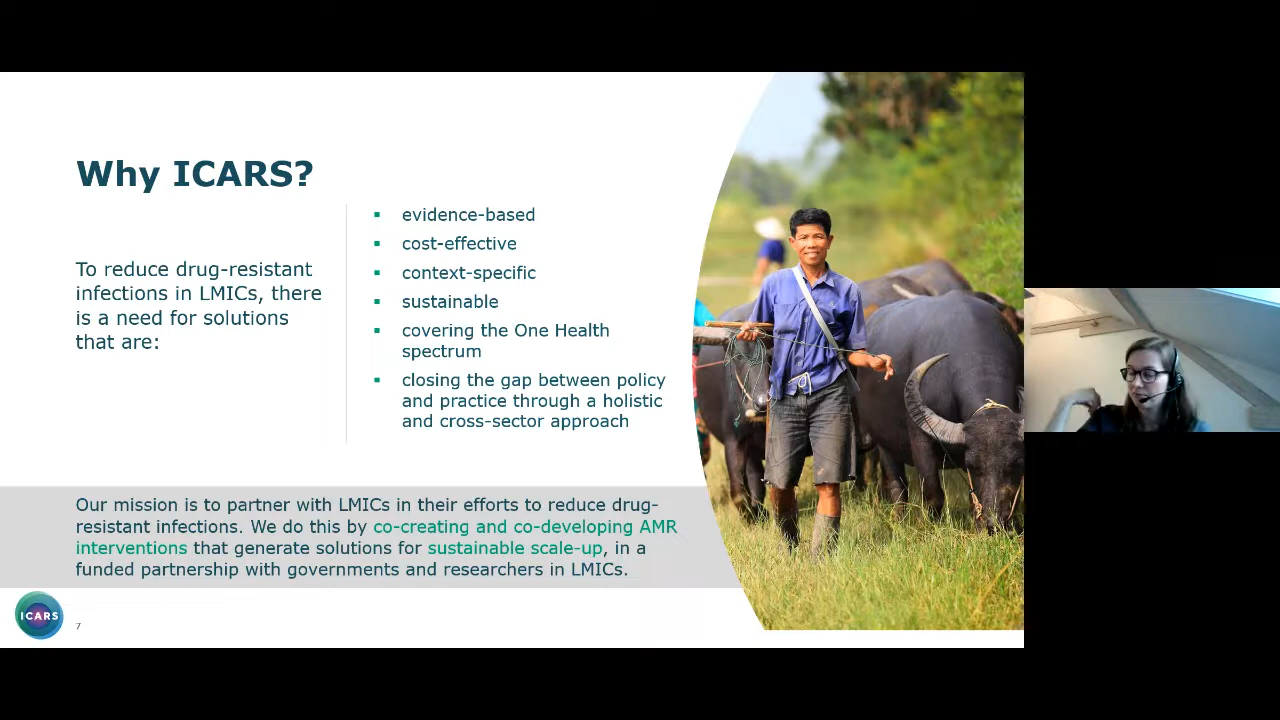 Why ICARS?
To reduce drug-resistant
infections in LMICs, there
is a need for solutions
that are:
▪ evidence-based
▪ cost-effective
▪ context-specific
▪ sustainable
▪ covering the One Health
spectrum
▪ closing the gap between policy
and practice through a holistic
and cross-sector approach
Our mission is to partner with LMICs in their efforts to reduce drug-
resistant infections. We do this by co-creating and co-developing AMR
interventions that generate solutions for sustainable scale-up, in a
funded partnership with governments and researchers in LMICs.
ICARS
7